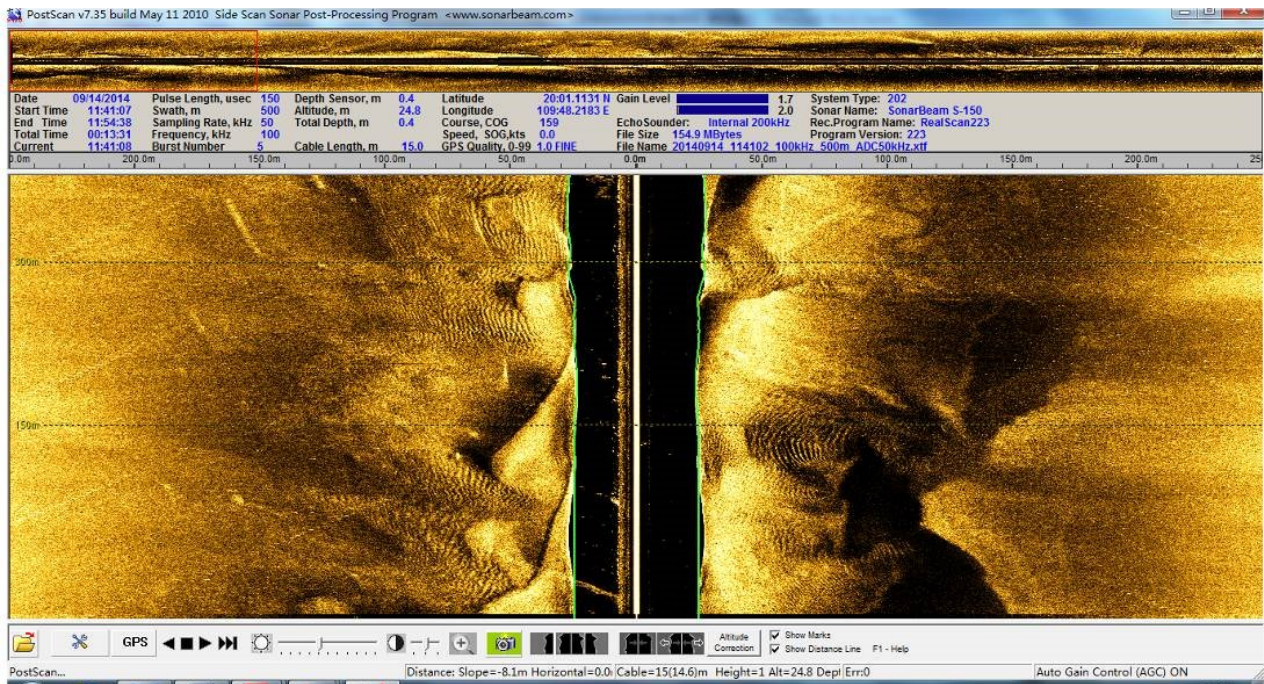 PostScan v7.35 build May 11 2010 Side Scan Sonar Post-Processing Program <www.sonarbeam.com>
Date 09/14/2014 Pulse Length, usec 150 Depth Sensor, m 0.4 Latitude 20:01.1131 N Gain Level 1.7 System Type: 202
Start Time 11:41:07 Swath, m 500 Altitude, m 24.8 Longitude 109:48.2183 E 2.0 Sonar Name: SonarBeam S-150
End Time 11:54:38 Sampling Rate, kHz 50 Total Depth, m 0.4 Course, COG 159 EchoSounder: Internal 200kHz Rec.Program Name: RealScan223
Total Time 00:13:31 Frequency, kHz 100 Speed, SOG,kts 0.0 File Size 154.9 MBytes Program Version: 223
Current 11:41:08 Burst Number 5 Cable Length, m 15.0 GPS Quality, 0-99 1.0 FINE File Name 20140914_114102_100kHz_500m_ADC50kHz.xtf
0.0m 200.0m 150.0m 100.0m 50.0m 0.0m 50.0m 100.0m 150.0m 200.0m 25
300m
150m
GPS Altitude Correction Show Marks
Show Distance Line F1 - Help
PostScan... Distance: Slope=-8.1m Horizontal=0.0 Cable=15(14.6)m Height=1 Alt=24.8 Dep Err:0 Auto Gain Control (AGC) ON